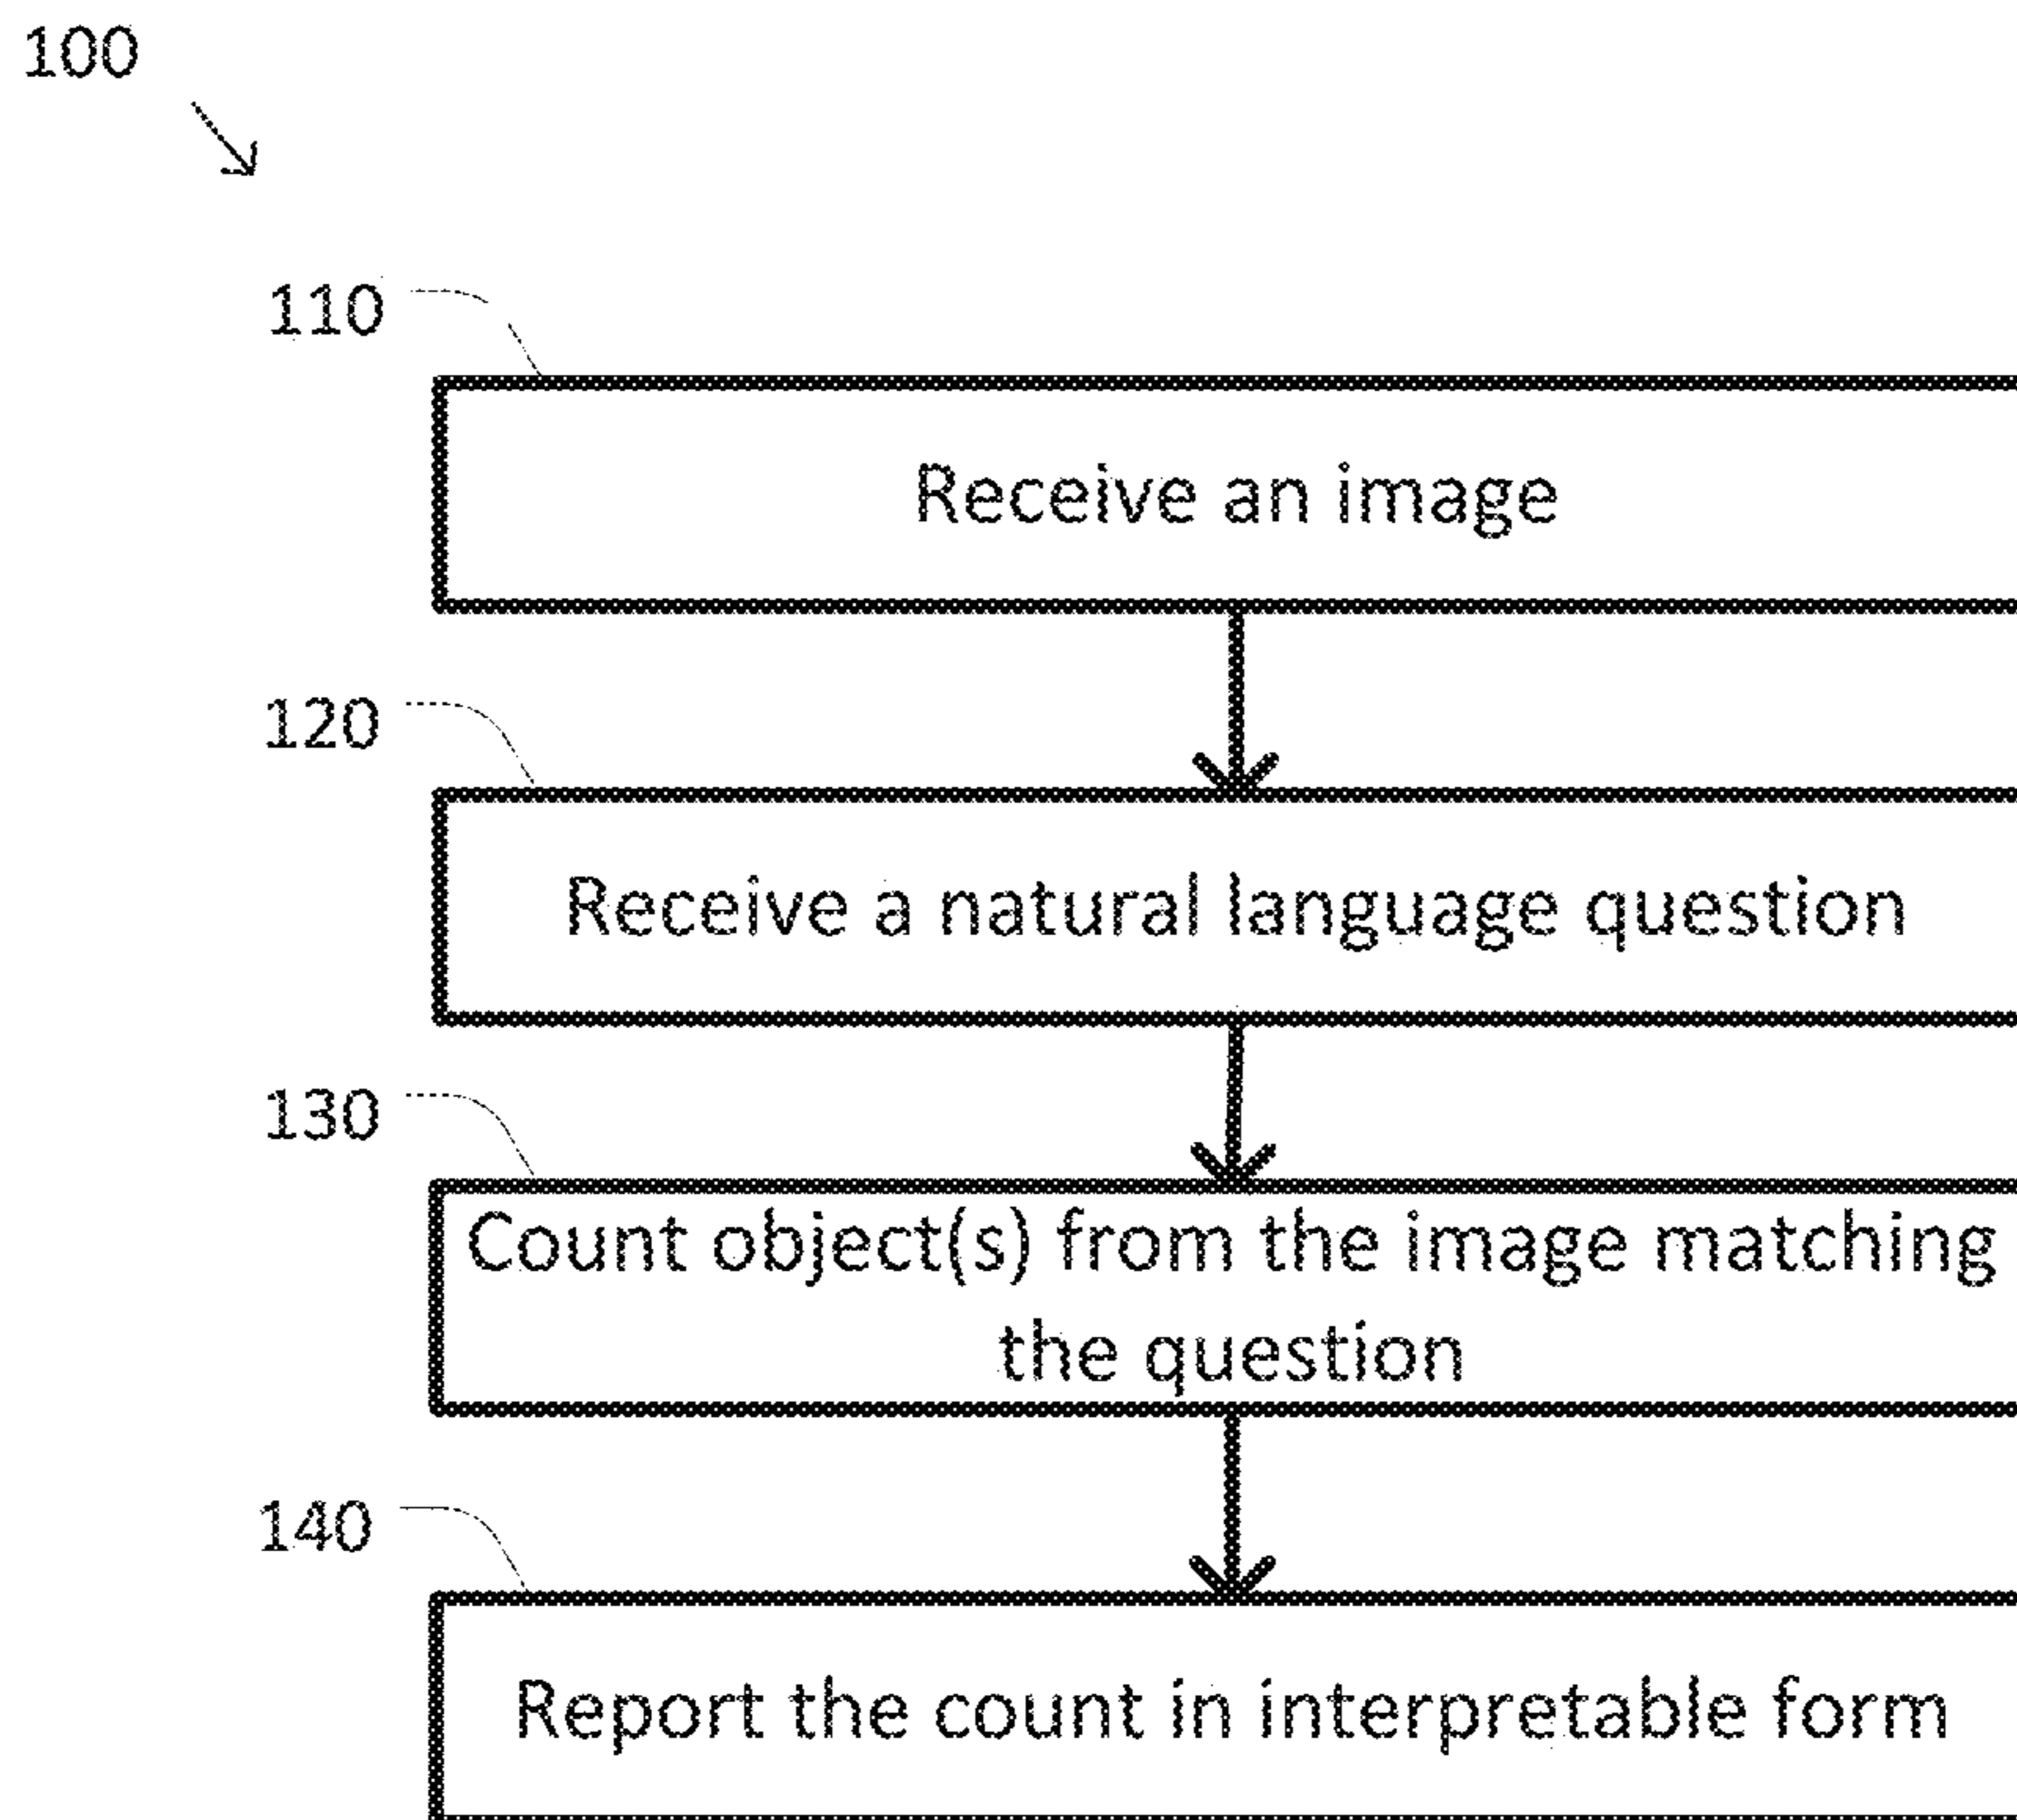 100
110
Receive an image
120
Receive a natural language question
130
Count object(s) from the image matching
the question
140
Report the count in interpretable form